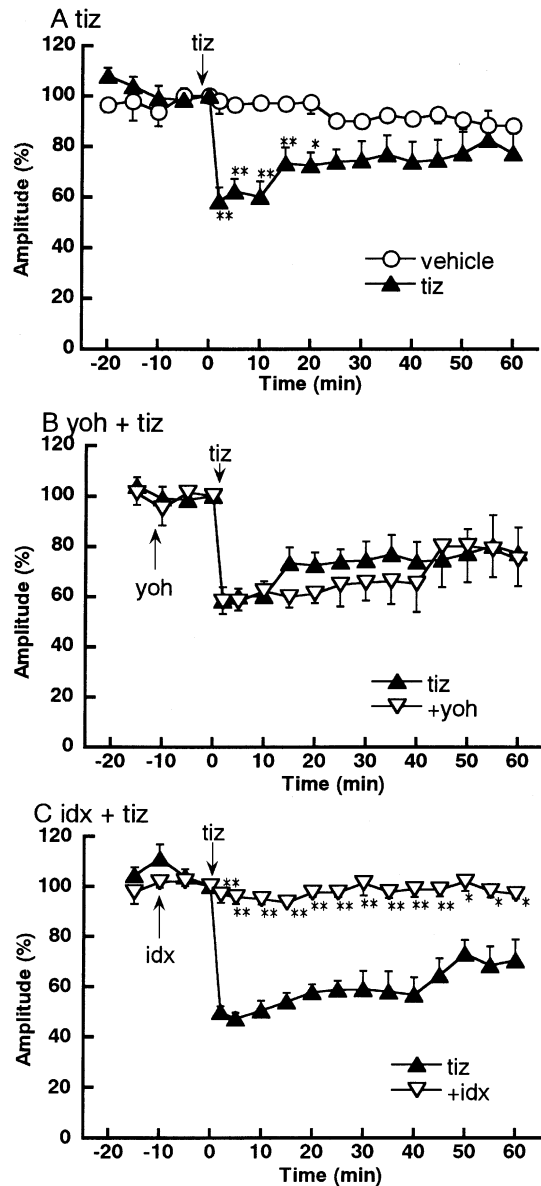 A tiz
tiz
120
100
80
60
40
20
0
Amplitude (%)
** ** ** ** *
vehicle
tiz
-20 -10 0 10 20 30 40 50 60
Time (min)
B yoh + tiz
tiz
120
100
80
60
40
20
0
Amplitude (%)
yoh
tiz
+yoh
-20 -10 0 10 20 30 40 50 60
Time (min)
C idx + tiz
tiz
120
100
80
60
40
20
0
Amplitude (%)
** ** ** ** ** ** ** ** ** ** * * *
idx
tiz
+idx
-20 -10 0 10 20 30 40 50 60
Time (min)